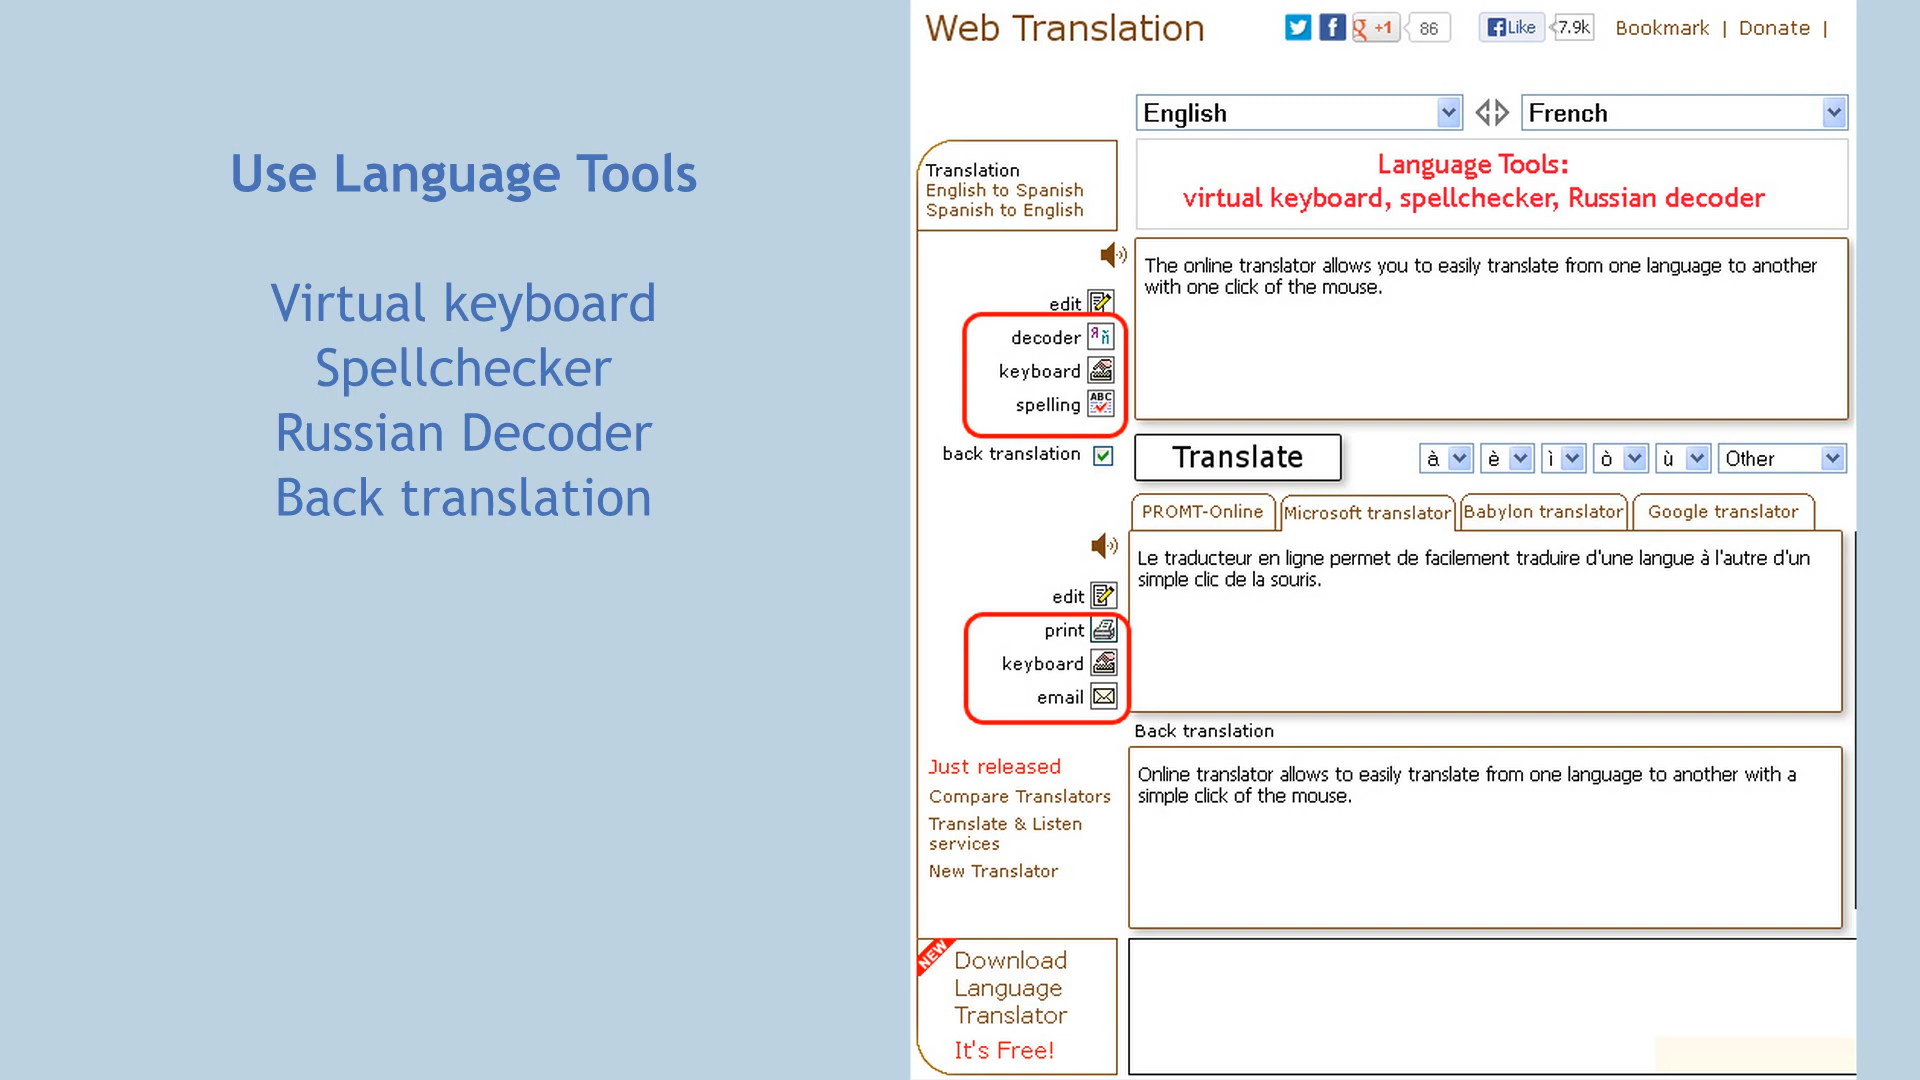 Use Language Tools
Virtual keyboard
Spellchecker
Russian Decoder
Back translation
Web Translation
+1
86
Like
7.9k
Bookmark | Donate |
English
French
Translation
English to Spanish
Spanish to English
Language Tools:
virtual keyboard, spellchecker, Russian decoder
The online translator allows you to easily translate from one language to another
with one click of the mouse.
edit
decoder
keyboard
spelling
ABC
back translation
Translate
à
è
ì
ò
ù
Other
PROMT-Online
Microsoft translator
Babylon translator
Google translator
Le traducteur en ligne permet de facilement traduire d'une langue à l'autre d'un
simple clic de la souris.
edit
print
keyboard
email
Back translation
Online translator allows to easily translate from one language to another with a
simple click of the mouse.
Just released
Compare Translators
Translate & Listen
services
New Translator
NEW
Download
Language
Translator
It's Free!